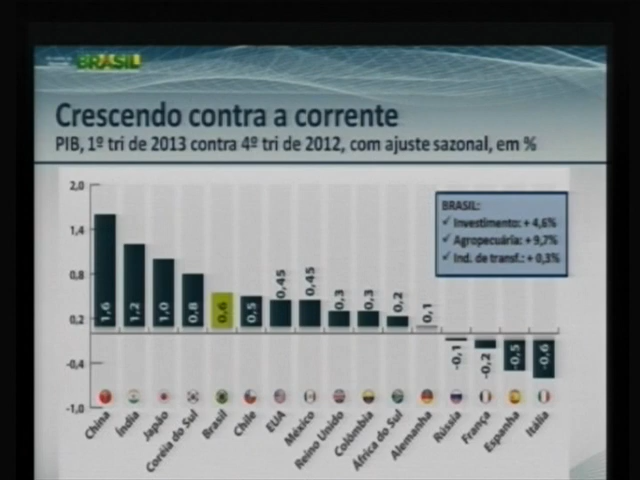 BRASIL
Crescendo contra a corrente
PIB, 1º tri de 2013 contra 4º tri de 2012, com ajuste sazonal, em %
2,0
1,4
0,8
0,2
-0,4
-1,0
BRASIL:
✓ Investimento: + 4,6%
✓ Agropecuária: + 9,7%
✓ Ind. de transf.: + 0,3%
1,6 1,2 1,0 0,8 0,6 0,5 0,45 0,45 0,3 0,3 0,2 0,1 -0,1 -0,2 -0,5 -0,6
China Índia Japão Coréia do Sul Brasil Chile EUA México Reino Unido Colômbia África do Sul Alemanha Rússia França Espanha Itália